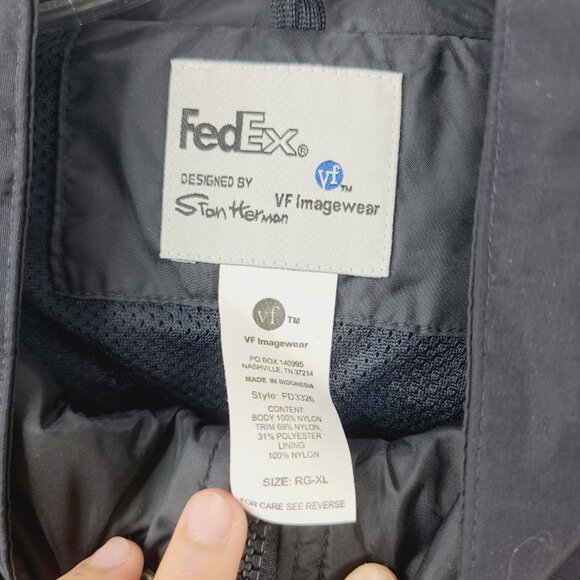 FedEx®
DESIGNED BY
Stan Herman
vf™
VF Imagewear
vf TM
VF Imagewear
PO BOX 140995
NASHVILLE, TN 37214
MADE IN INDONESIA
Style: FD3326
CONTENT:
BODY 100% NYLON
TRIM 69% NYLON,
31% POLYESTER
LINING
100% NYLON
SIZE: RG-XL
FOR CARE SEE REVERSE